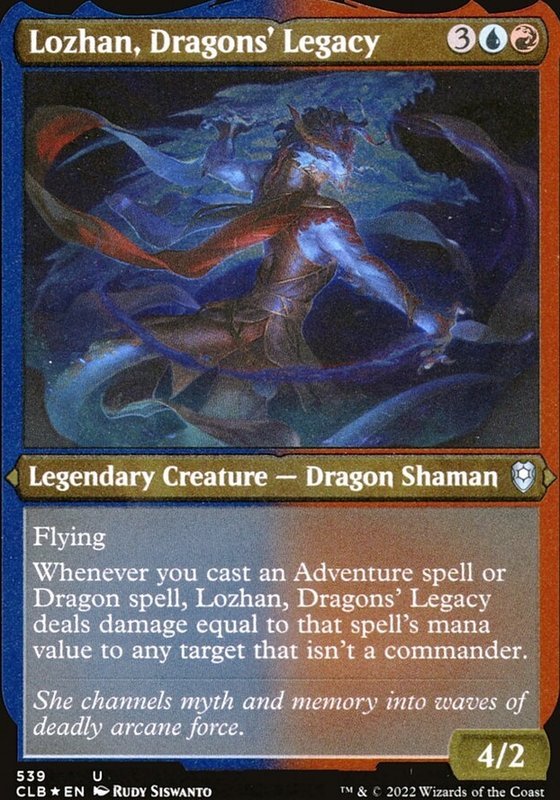 Lozhan, Dragons' Legacy 3
Legendary Creature — Dragon Shaman
Flying
Whenever you cast an Adventure spell or
Dragon spell, Lozhan, Dragons' Legacy
deals damage equal to that spell's mana
value to any target that isn't a commander.
She channels myth and memory into waves of
deadly arcane force.
4/2
539 U
CLB★EN Rudy Siswanto
™ & © 2022 Wizards of the Coast